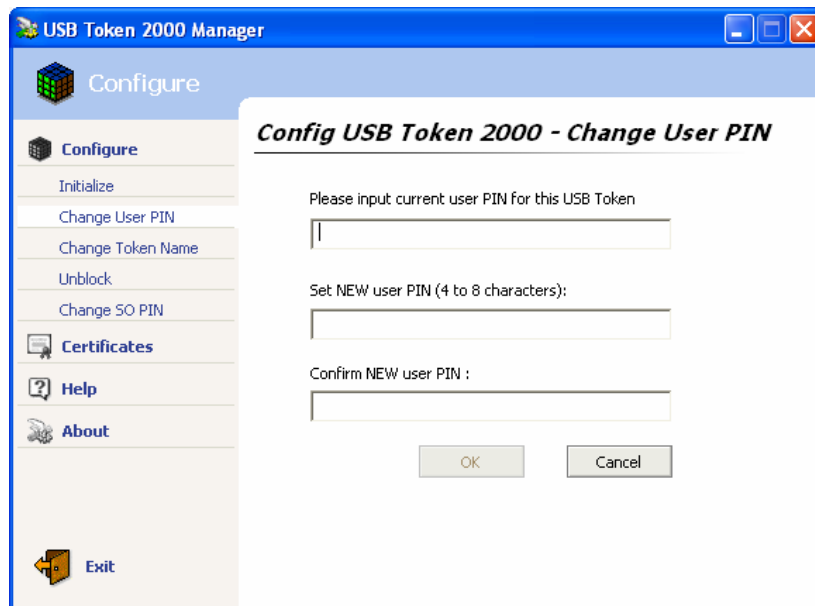 USB Token 2000 Manager
Configure
Configure
Initialize
Change User PIN
Change Token Name
Unblock
Change SO PIN
Certificates
Help
About
Exit
Config USB Token 2000 - Change User PIN
Please input current user PIN for this USB Token
Set NEW user PIN (4 to 8 characters):
Confirm NEW user PIN :
OK
Cancel